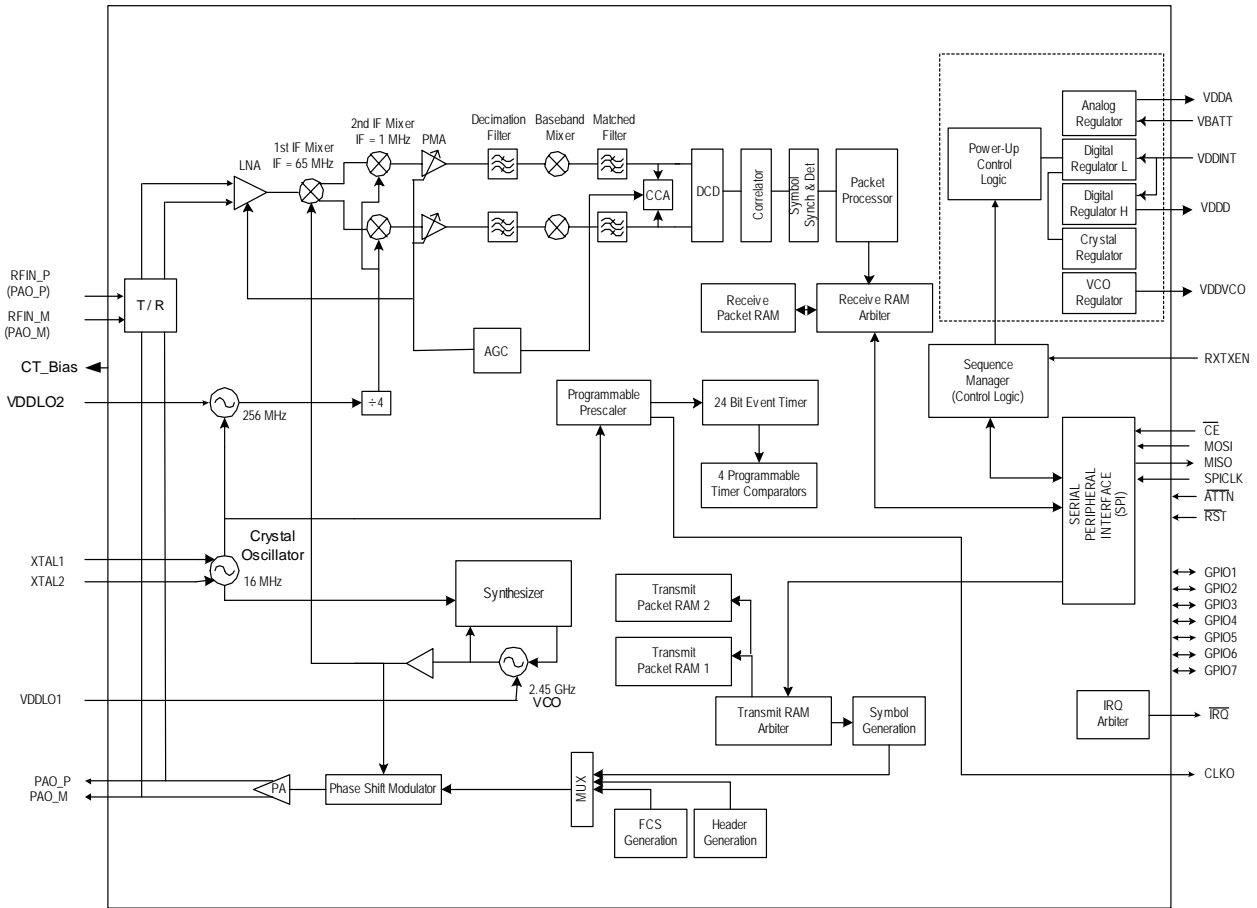 2nd IF Mixer
IF = 1 MHz
PMA
Decimation
Filter
Baseband
Mixer
Matched
Filter
1st IF Mixer
IF = 65 MHz
LNA
CCA
DCD
Correlator
Symbol
Synch & Det
Packet
Processor
Power-Up
Control
Logic
Analog
Regulator
Digital
Regulator L
Digital
Regulator H
Crystal
Regulator
VCO
Regulator
VDDA
VBATT
VDDINT
VDDD
VDDVCO
RFIN_P
(PAO_P)
RFIN_M
(PAO_M)
T / R
CT_Bias
VDDLO2
256 MHz
÷4
AGC
Receive
Packet RAM
Receive RAM
Arbiter
Sequence
Manager
(Control Logic)
RXTXEN
Programmable
Prescaler
24 Bit Event Timer
4 Programmable
Timer Comparators
SERIAL
PERIPHERAL
INTERFACE
(SPI)
CE
MOSI
MISO
SPICLK
ATTN
RST
XTAL1
XTAL2
Crystal
Oscillator
16 MHz
Synthesizer
2.45 GHz
VCO
VDDLO1
Transmit
Packet RAM 2
Transmit
Packet RAM 1
Transmit RAM
Arbiter
Symbol
Generation
GPIO1
GPIO2
GPIO3
GPIO4
GPIO5
GPIO6
GPIO7
IRQ
Arbiter
IRQ
CLKO
PAO_P
PAO_M
PA
Phase Shift Modulator
MUX
FCS
Generation
Header
Generation